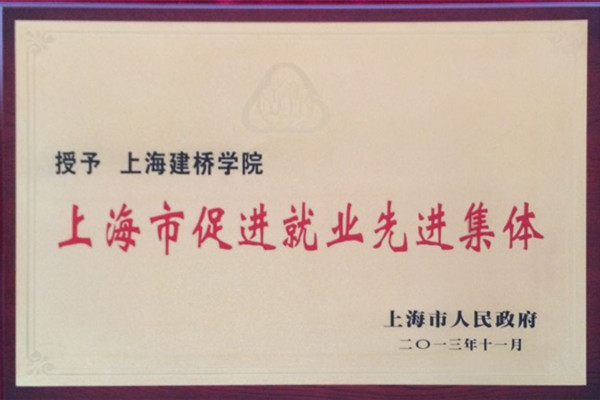 授予 上海建桥学院
上海市促进就业先进集体
上海市人民政府
二〇一三年十一月